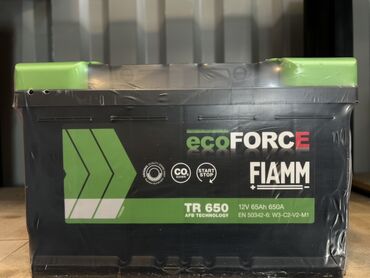 ecoFORCE
CO2
START
STOP
FIAMM
TR 650
AFB TECHNOLOGY
12V 65Ah 650A
EN 50342-6: W3-C2-V2-M1